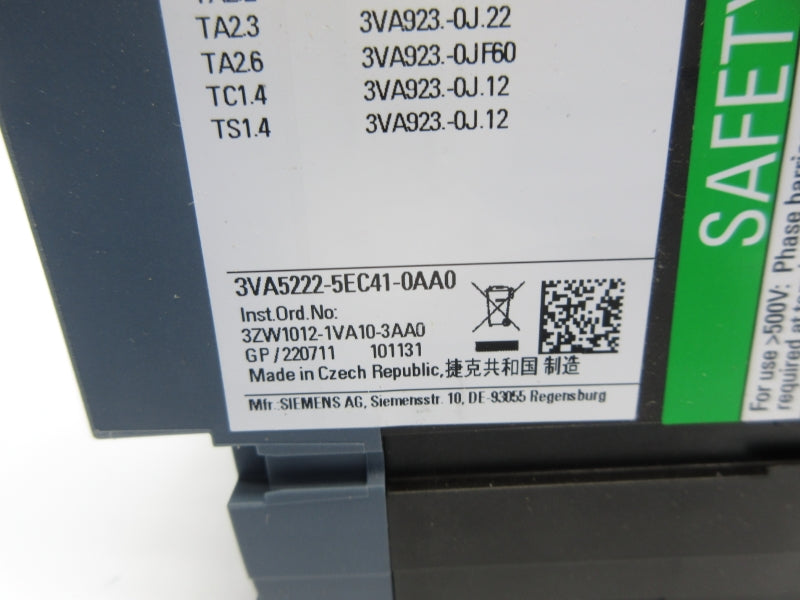 TA2.3 3VA923.-0J.22
TA2.6 3VA923.-0JF60
TC1.4 3VA923.-0J.12
TS1.4 3VA923.-0J.12
3VA5222-5EC41-0AA0
Inst.Ord.No:
3ZW1012-1VA10-3AA0
GP/220711 101131
Made in Czech Republic,捷克共和国 制造
Mfr.:SIEMENS AG, Siemensstr. 10, DE-93055 Regensburg
SAFETY
For use >500V: Phase barri
required at